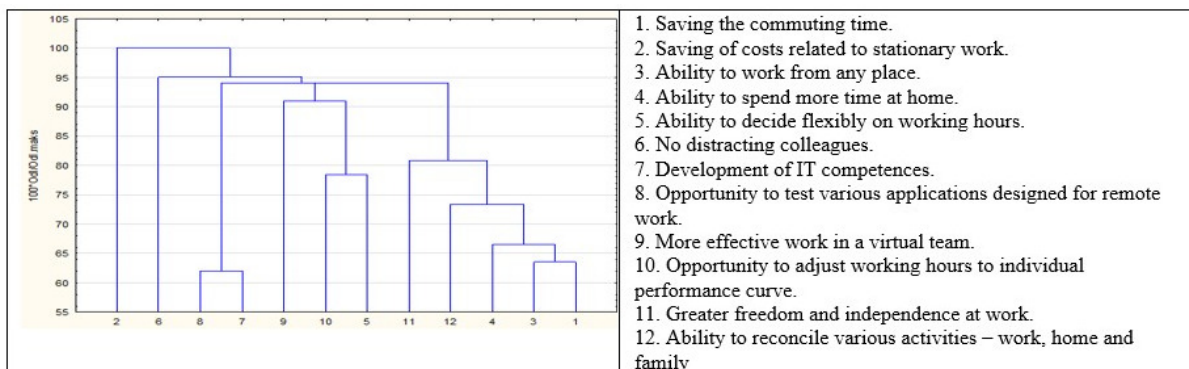 105
100
95
90
85
80
75
70
65
60
55
100*Odl/Odl.maks
2 6 8 7 9 10 5 11 12 4 3 1
1. Saving the commuting time.
2. Saving of costs related to stationary work.
3. Ability to work from any place.
4. Ability to spend more time at home.
5. Ability to decide flexibly on working hours.
6. No distracting colleagues.
7. Development of IT competences.
8. Opportunity to test various applications designed for remote
work.
9. More effective work in a virtual team.
10. Opportunity to adjust working hours to individual
performance curve.
11. Greater freedom and independence at work.
12. Ability to reconcile various activities – work, home and
family